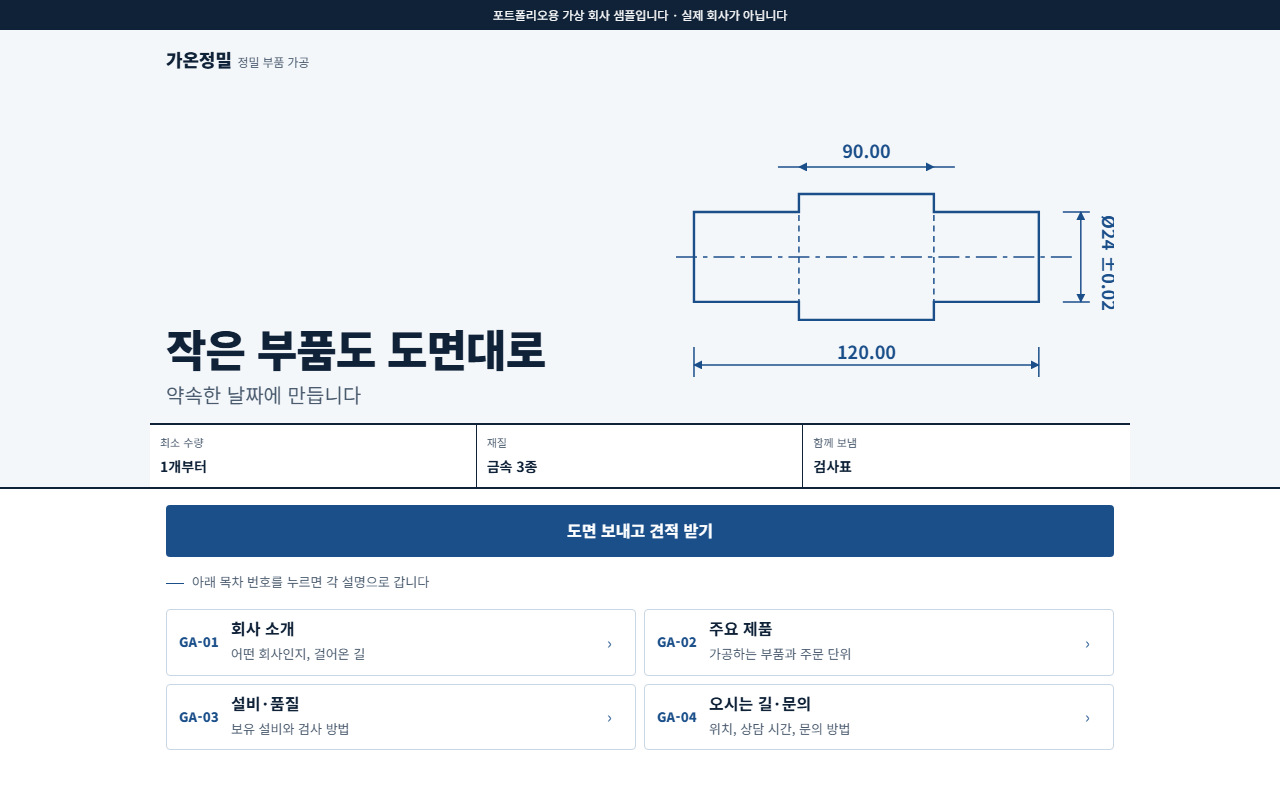 포트폴리오용 가상 회사 샘플입니다 · 실제 회사가 아닙니다
가온정밀 정밀 부품 가공
90.00
Ø24 ±0.02
120.00
작은 부품도 도면대로
약속한 날짜에 만듭니다
최소 수량
1개부터
재질
금속 3종
함께 보냄
검사표
도면 보내고 견적 받기
아래 목차 번호를 누르면 각 설명으로 갑니다
GA-01
회사 소개
어떤 회사인지, 걸어온 길
GA-02
주요 제품
가공하는 부품과 주문 단위
GA-03
설비·품질
보유 설비와 검사 방법
GA-04
오시는 길·문의
위치, 상담 시간, 문의 방법